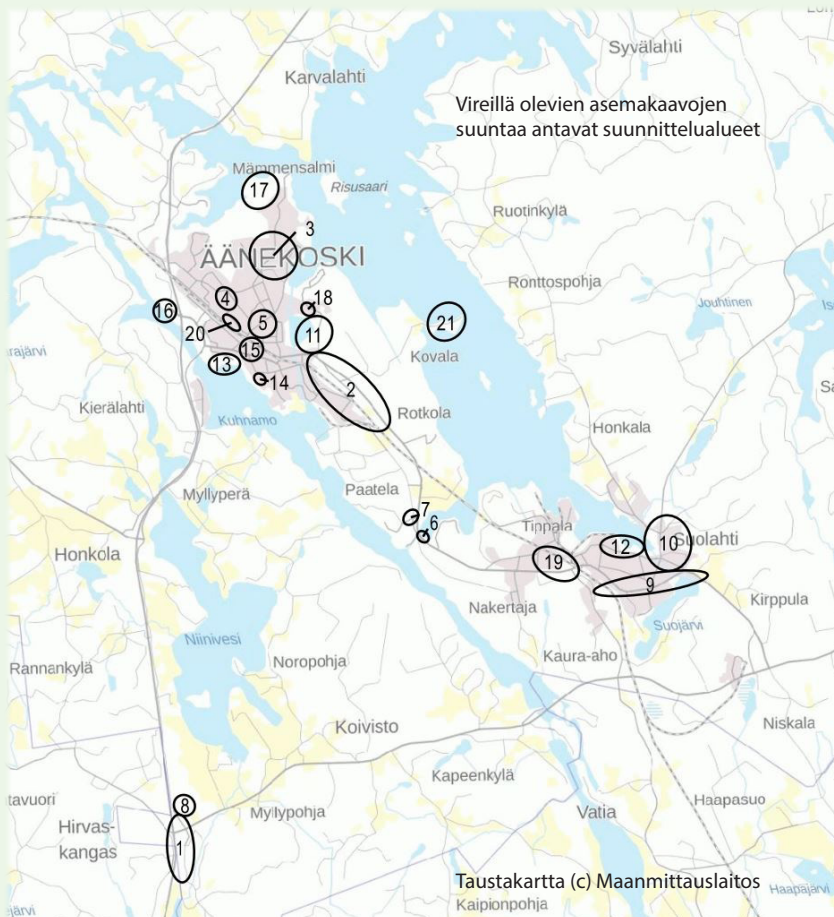 Syvälahti
Karvalahti
Vireillä olevien asemakaavojen
suuntaa antavat suunnittelualueet
Mämmensalmi
Risusaari
17
Ruotinkylä
3
ÄÄNEKOSKI
Ronttospohja
4
18
Jouhtinen
16
20
5
11
21
Kovala
15
13
14
2
Kierälahti
Rotkola
Kuhnamo
Honkala
Myllyperä
Paatela
7
6
Tippala
Honkola
12
10
Suolahti
19
9
Kirppula
Nakertaja
Suojärvi
Niinivesi
Kaura-aho
Rannankylä
Noropohja
Koivisto
Niskala
Kapeenkylä
tavuori
8
Myllypohja
Vatia
Haapasuo
Hirvas-
kangas
1
Taustakartta (c) Maanmittauslaitos
Haapajärvi
Kaipionpohja